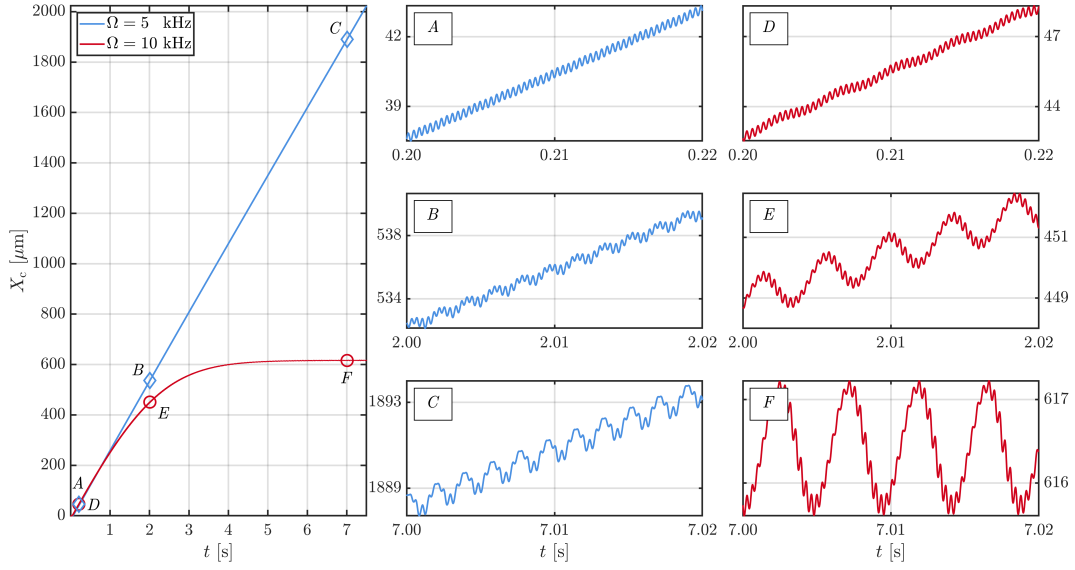 2000
1800
1600
1400
1200
1000
800
600
400
200
0
X_c [μm]
Ω = 5 kHz
Ω = 10 kHz
C
B
E
F
A
D
1 2 3 4 5 6 7
t [s]
A
42
39
0.20 0.21 0.22
D
47
44
0.20 0.21 0.22
B
538
534
2.00 2.01 2.02
E
451
449
2.00 2.01 2.02
C
1893
1889
7.00 7.01 7.02
t [s]
F
617
616
7.00 7.01 7.02
t [s]